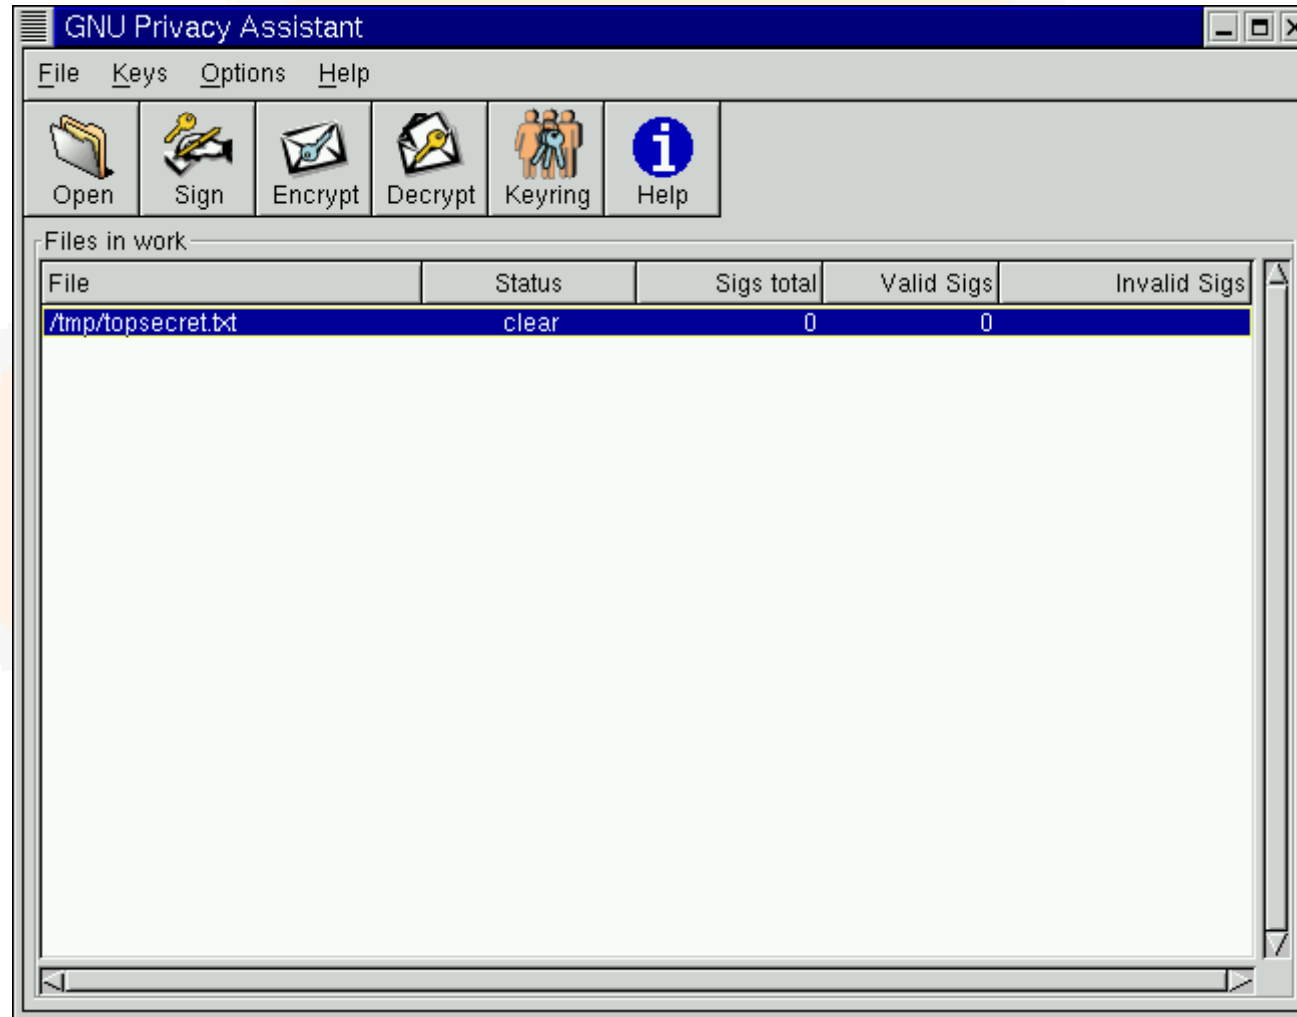 GNU Privacy Assistant
File Keys Options Help
Open Sign Encrypt Decrypt Keyring Help
Files in work
File Status Sigs total Valid Sigs Invalid Sigs
/tmp/topsecret.txt clear 0 0